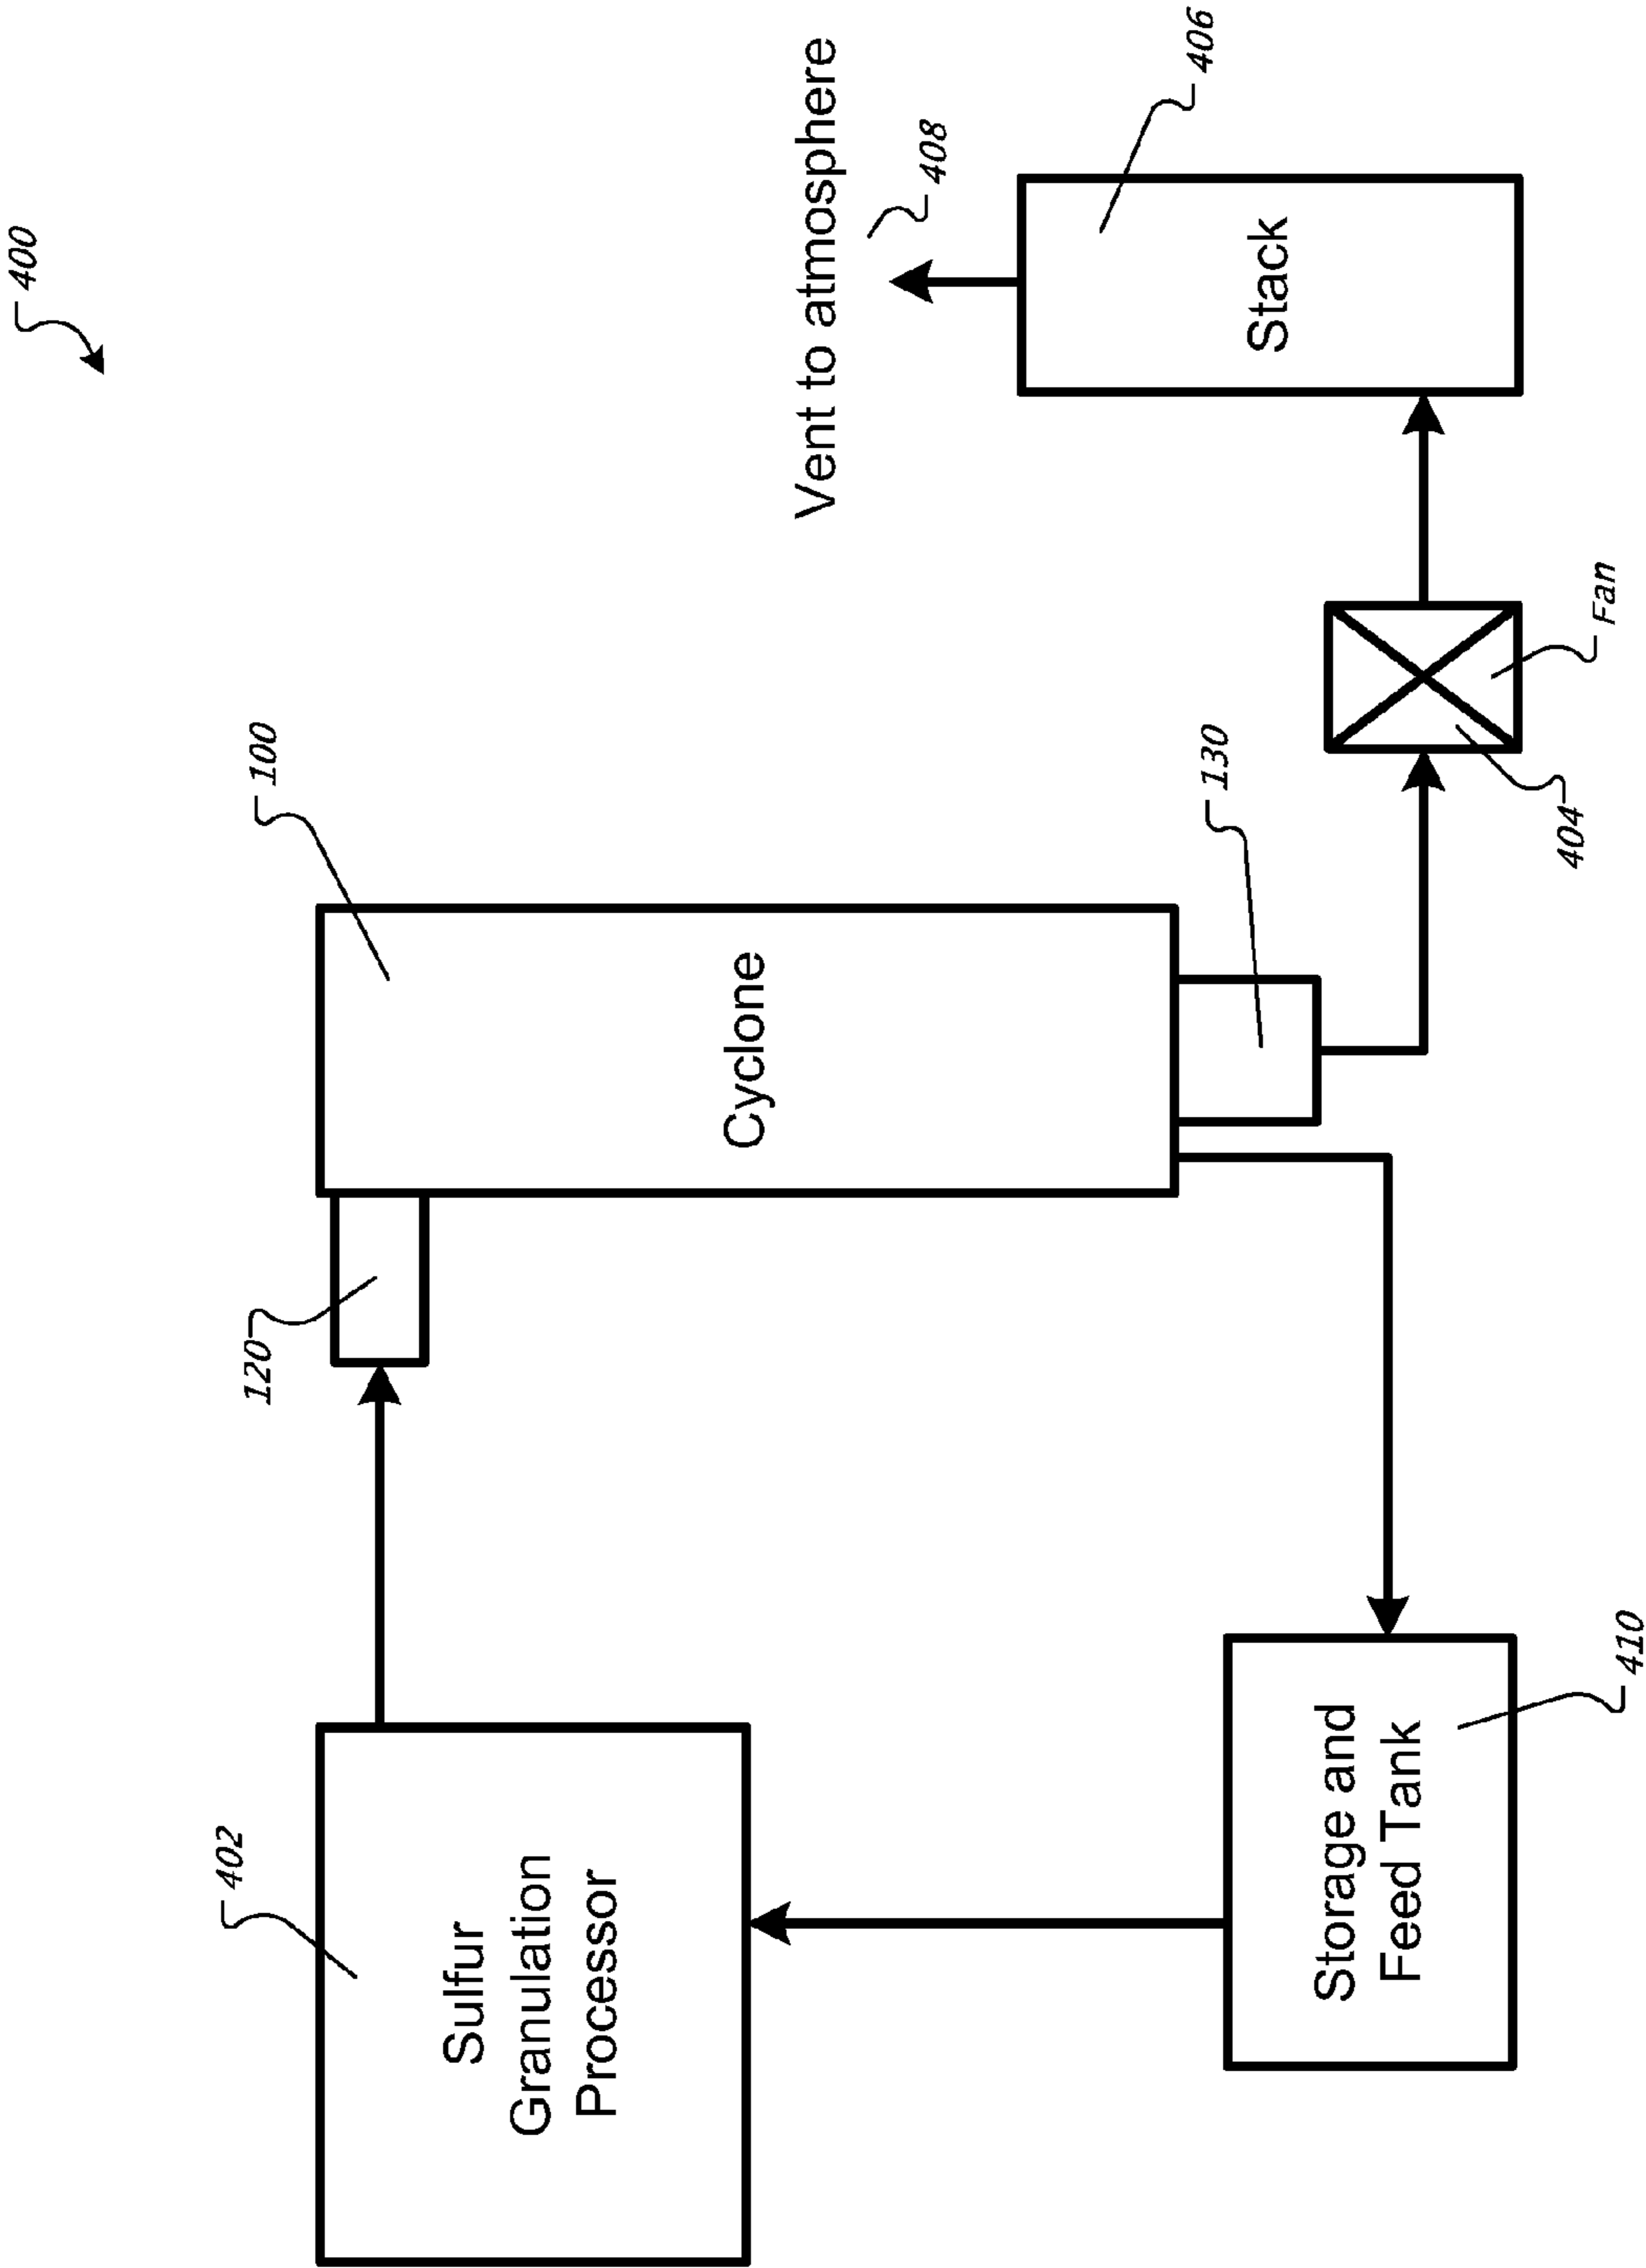 400
Vent to atmosphere
408
406
Stack
100
Cyclone
120
130
Fan
404
402
Sulfur
Granulation
Processor
Storage and
Feed Tank
410